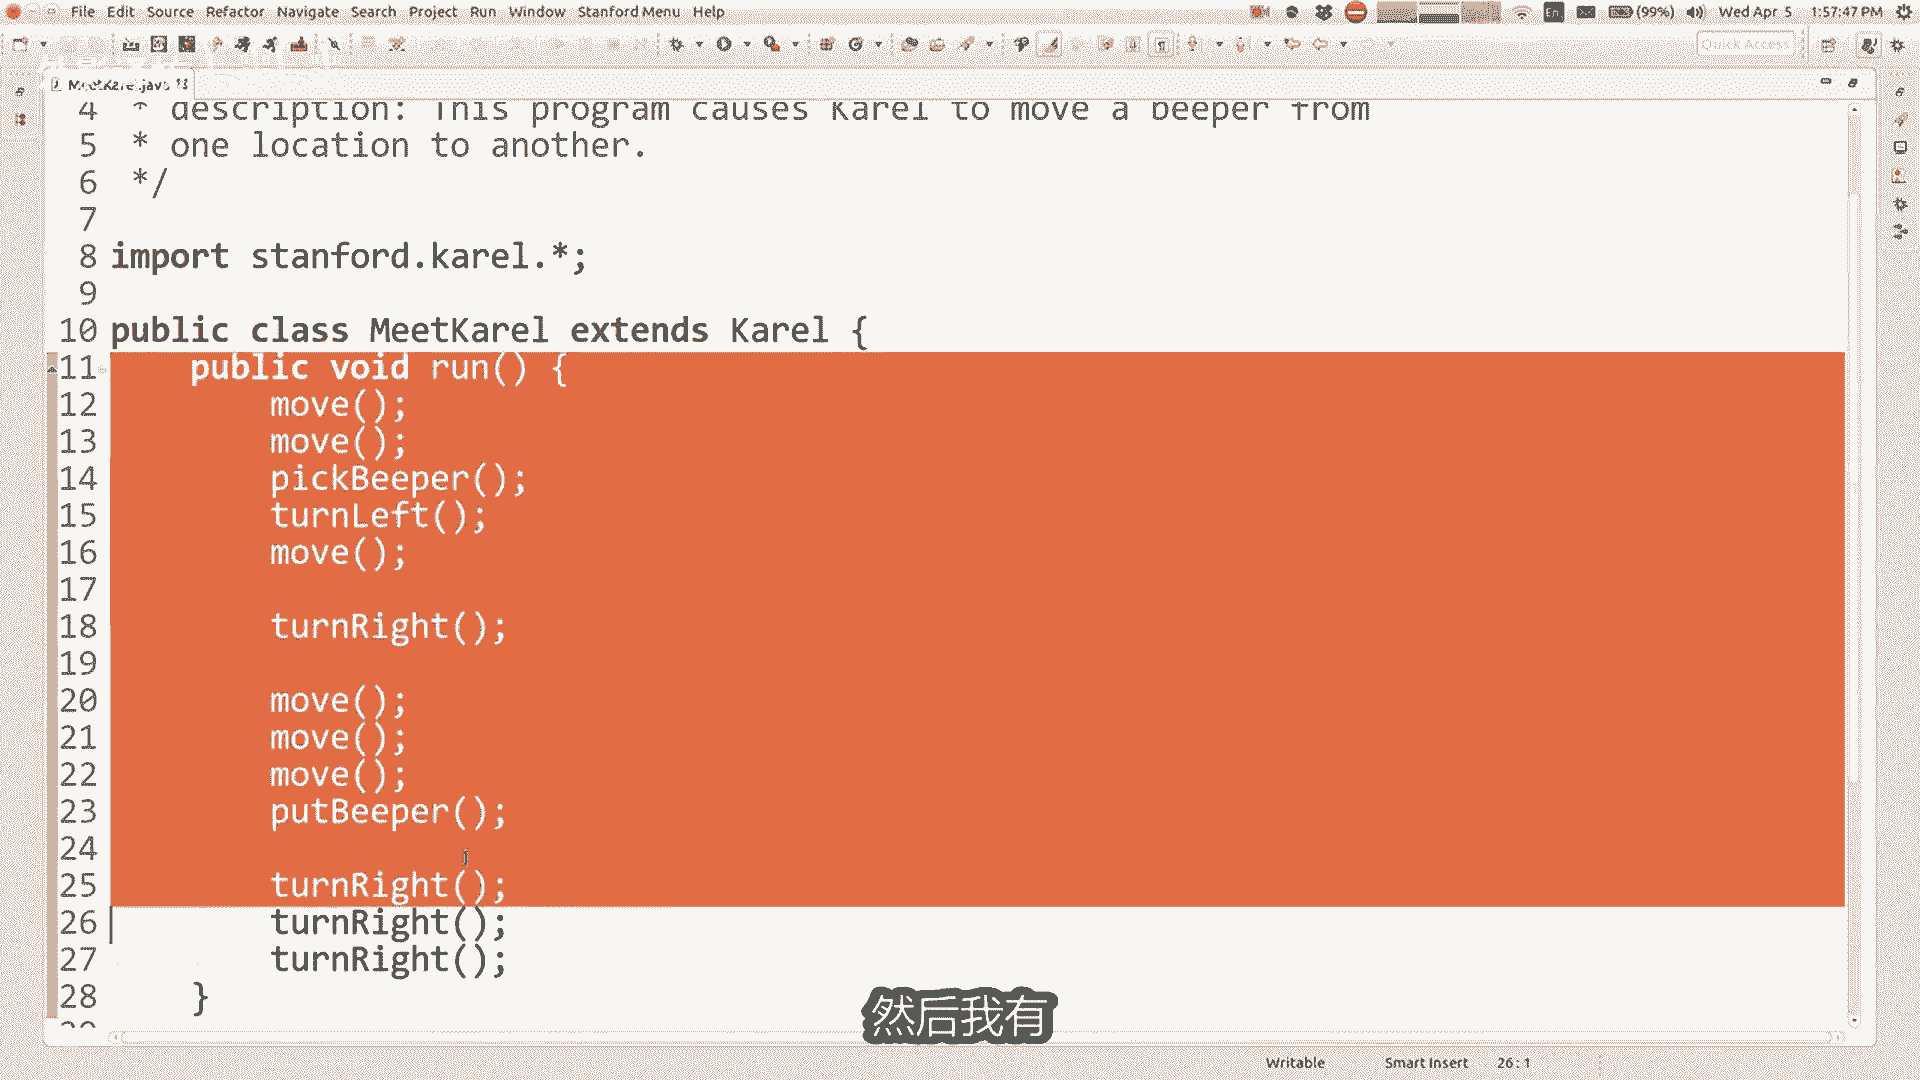 File Edit Source Refactor Navigate Search Project Run Window Stanford Menu Help
En (99%) Wed Apr 5 1:57:47 PM
Quick Access
MeetKarel.java
4 * description: This program causes Karel to move a beeper from
5 * one location to another.
6 */
7
8 import stanford.karel.*;
9
10 public class MeetKarel extends Karel {
11 public void run() {
12 move();
13 move();
14 pickBeeper();
15 turnLeft();
16 move();
17
18 turnRight();
19
20 move();
21 move();
22 move();
23 putBeeper();
24
25 turnRight();
26 turnRight();
27 turnRight();
28 }
然后我有
Writable Smart Insert 26:1